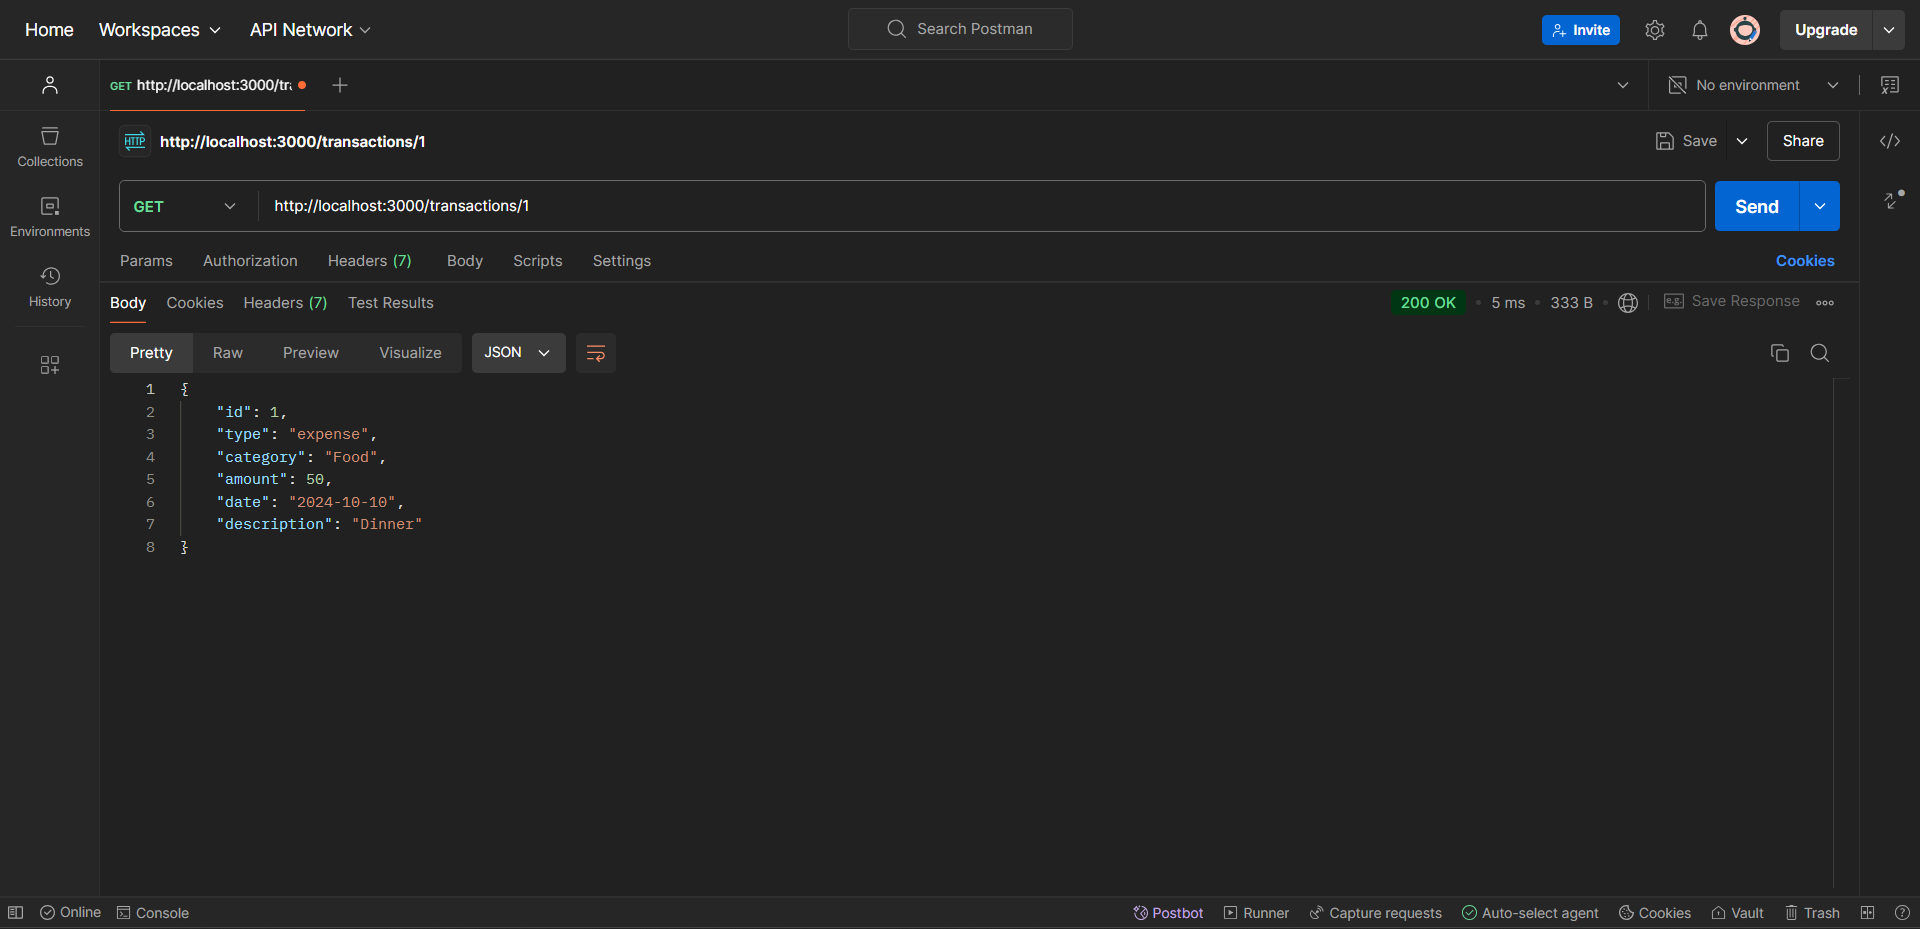 Home Workspaces API Network Search Postman Invite Upgrade
GET http://localhost:3000/tr No environment
HTTP http://localhost:3000/transactions/1 Save Share
Collections
GET http://localhost:3000/transactions/1 Send
Environments
Params Authorization Headers (7) Body Scripts Settings Cookies
History
Body Cookies Headers (7) Test Results 200 OK 5 ms 333 B e.g. Save Response
Pretty Raw Preview Visualize JSON
1 {
2 "id": 1,
3 "type": "expense",
4 "category": "Food",
5 "amount": 50,
6 "date": "2024-10-10",
7 "description": "Dinner"
8 }
Online Console Postbot Runner Capture requests Auto-select agent Cookies Vault Trash